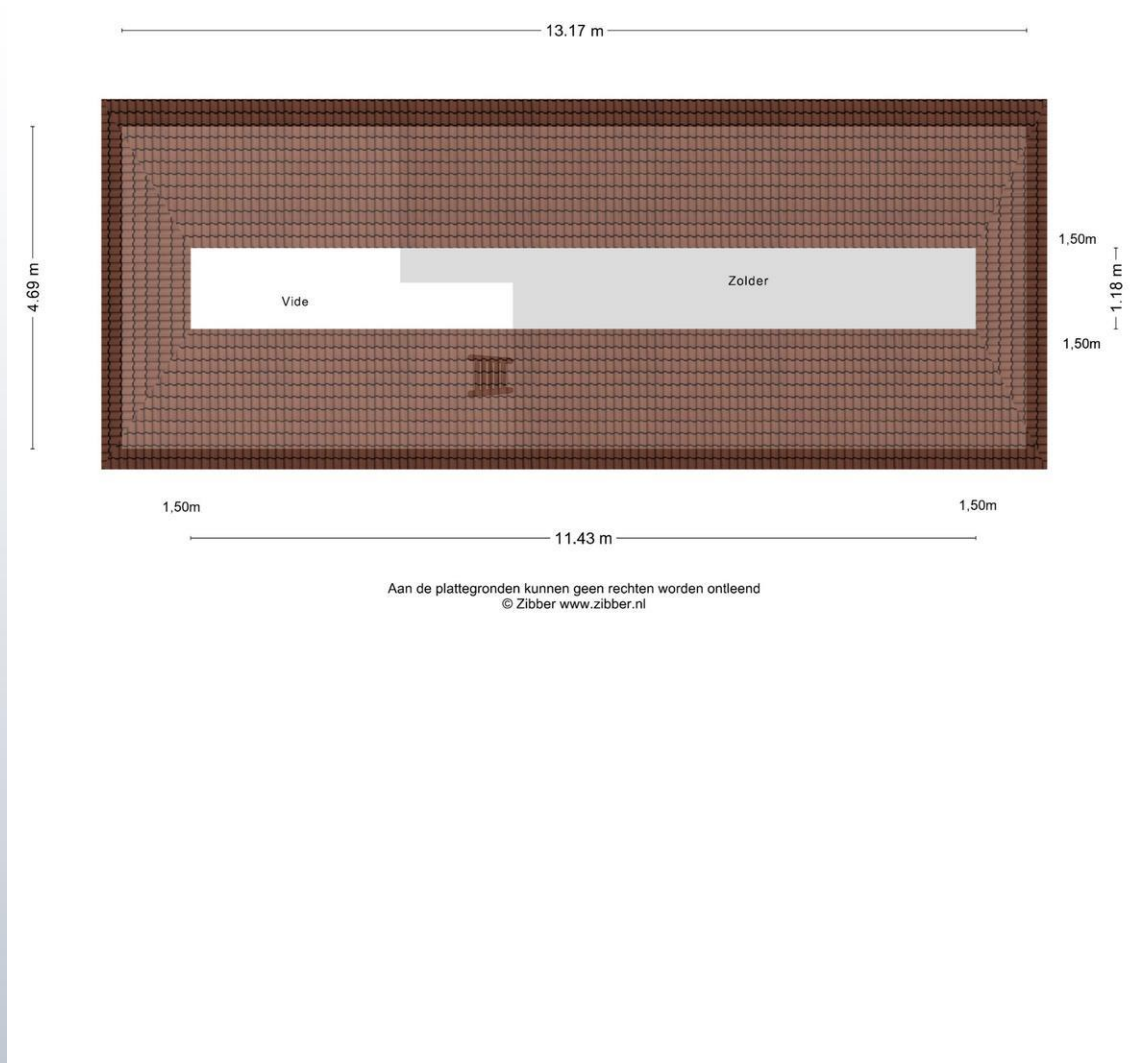 13.17 m
4.69 m
1,50m
Zolder
1.18 m
Vide
1,50m
1,50m
1,50m
11.43 m
Aan de plattegronden kunnen geen rechten worden ontleend
© Zibber www.zibber.nl